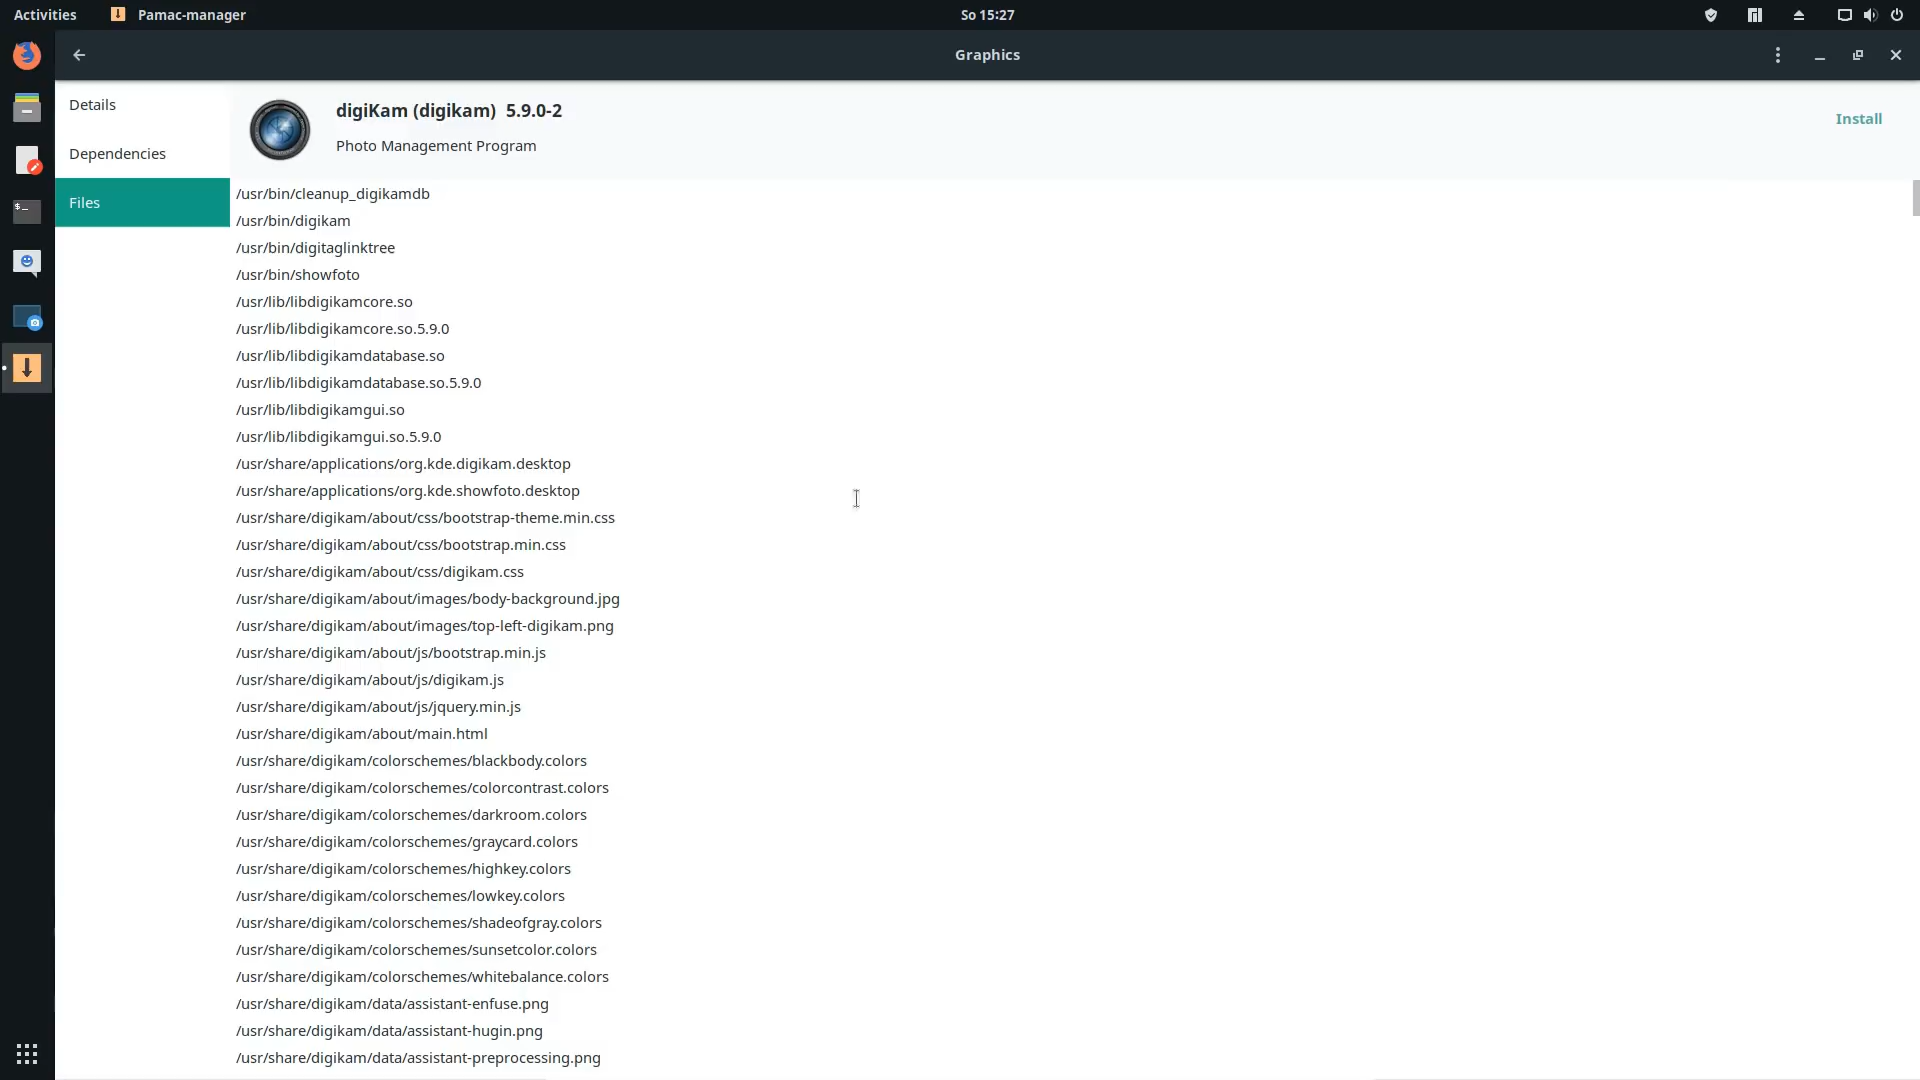 Activities Pamac-manager So 15:27
Graphics
Details
Dependencies
Files
digiKam (digikam) 5.9.0-2
Photo Management Program
Install
/usr/bin/cleanup_digikamdb
/usr/bin/digikam
/usr/bin/digitaglinktree
/usr/bin/showfoto
/usr/lib/libdigikamcore.so
/usr/lib/libdigikamcore.so.5.9.0
/usr/lib/libdigikamdatabase.so
/usr/lib/libdigikamdatabase.so.5.9.0
/usr/lib/libdigikamgui.so
/usr/lib/libdigikamgui.so.5.9.0
/usr/share/applications/org.kde.digikam.desktop
/usr/share/applications/org.kde.showfoto.desktop
/usr/share/digikam/about/css/bootstrap-theme.min.css
/usr/share/digikam/about/css/bootstrap.min.css
/usr/share/digikam/about/css/digikam.css
/usr/share/digikam/about/images/body-background.jpg
/usr/share/digikam/about/images/top-left-digikam.png
/usr/share/digikam/about/js/bootstrap.min.js
/usr/share/digikam/about/js/digikam.js
/usr/share/digikam/about/js/jquery.min.js
/usr/share/digikam/about/main.html
/usr/share/digikam/colorschemes/blackbody.colors
/usr/share/digikam/colorschemes/colorcontrast.colors
/usr/share/digikam/colorschemes/darkroom.colors
/usr/share/digikam/colorschemes/graycard.colors
/usr/share/digikam/colorschemes/highkey.colors
/usr/share/digikam/colorschemes/lowkey.colors
/usr/share/digikam/colorschemes/shadeofgray.colors
/usr/share/digikam/colorschemes/sunsetcolor.colors
/usr/share/digikam/colorschemes/whitebalance.colors
/usr/share/digikam/data/assistant-enfuse.png
/usr/share/digikam/data/assistant-hugin.png
/usr/share/digikam/data/assistant-preprocessing.png